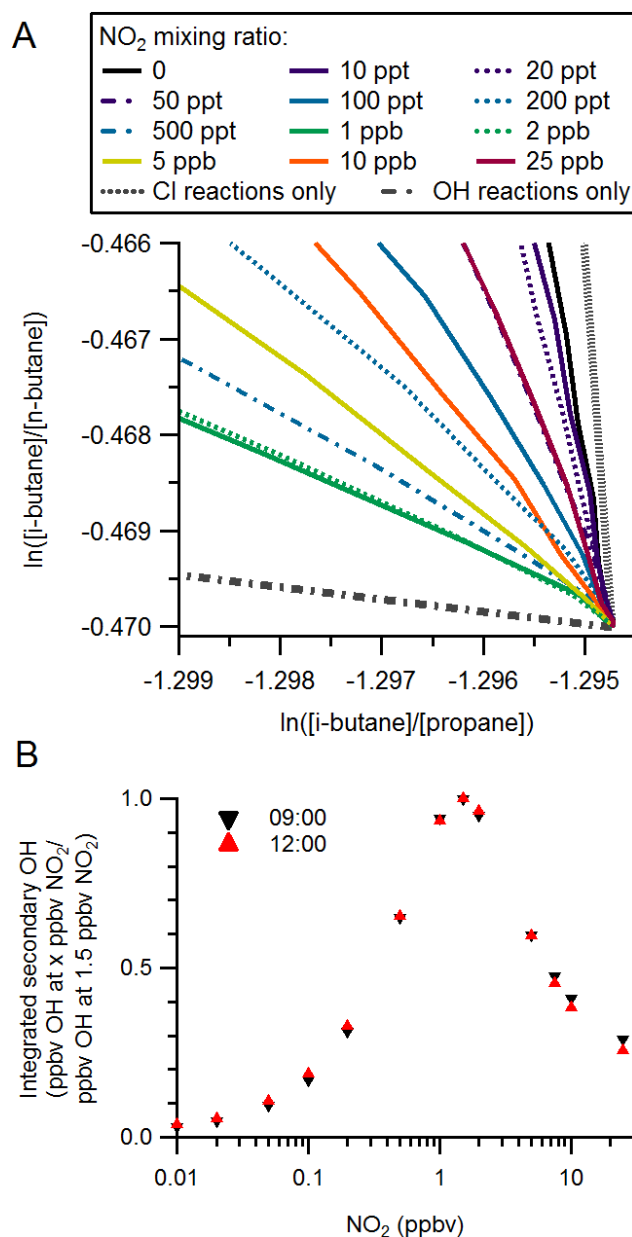 A
NO₂ mixing ratio:
0 10 ppt 20 ppt
50 ppt 100 ppt 200 ppt
500 ppt 1 ppb 2 ppb
5 ppb 10 ppb 25 ppb
Cl reactions only OH reactions only
ln([i-butane]/[n-butane])
-0.466
-0.467
-0.468
-0.469
-0.470
-1.299 -1.298 -1.297 -1.296 -1.295
ln([i-butane]/[propane])
B
Integrated secondary OH
(ppbv OH at x ppbv NO₂/
ppbv OH at 1.5 ppbv NO₂)
1.0
0.5
0.0
09:00
12:00
0.01 0.1 1 10
NO₂ (ppbv)